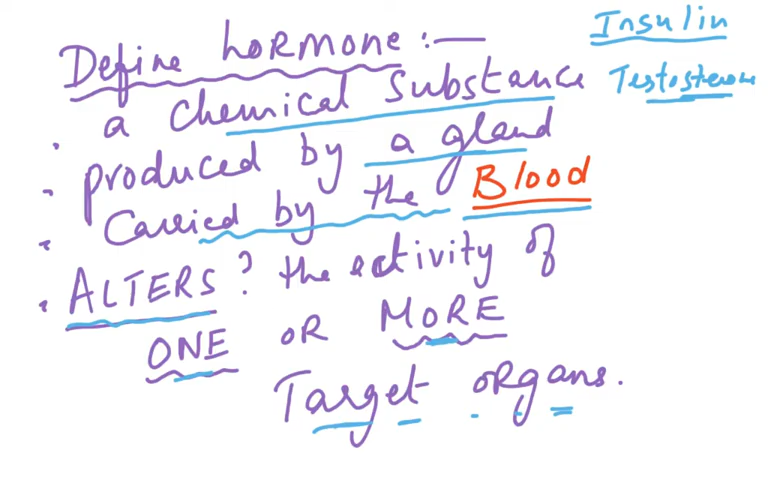 Define hormone :—
Insulin
Testosterone
· a chemical substance
· produced by a gland
· Carried by the Blood
· ALTERS? the activity of
ONE OR MORE
Target organs.